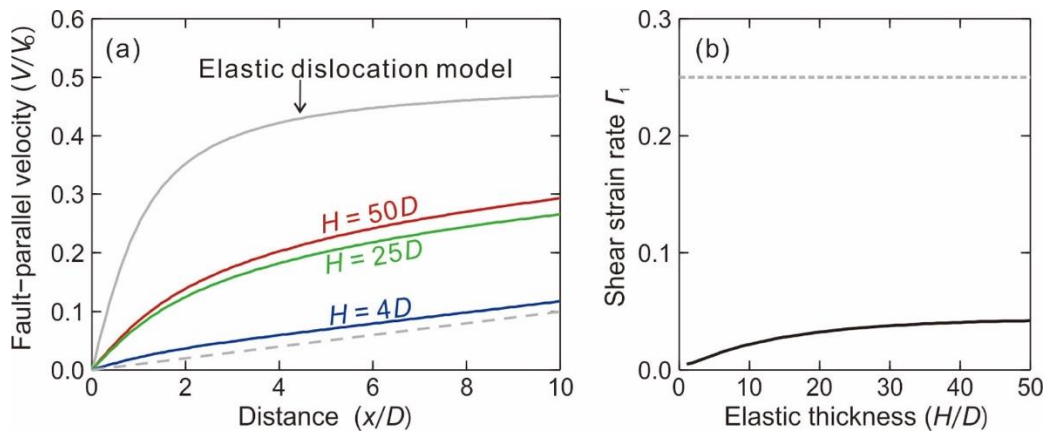 (a)
Elastic dislocation model
H = 50D
H = 25D
H = 4D
Fault-parallel velocity (V/V₀)
0.6
0.5
0.4
0.3
0.2
0.1
0.0
0 2 4 6 8 10
Distance (x/D)
(b)
Shear strain rate Γ₁
0.3
0.2
0.1
0.0
0 10 20 30 40 50
Elastic thickness (H/D)